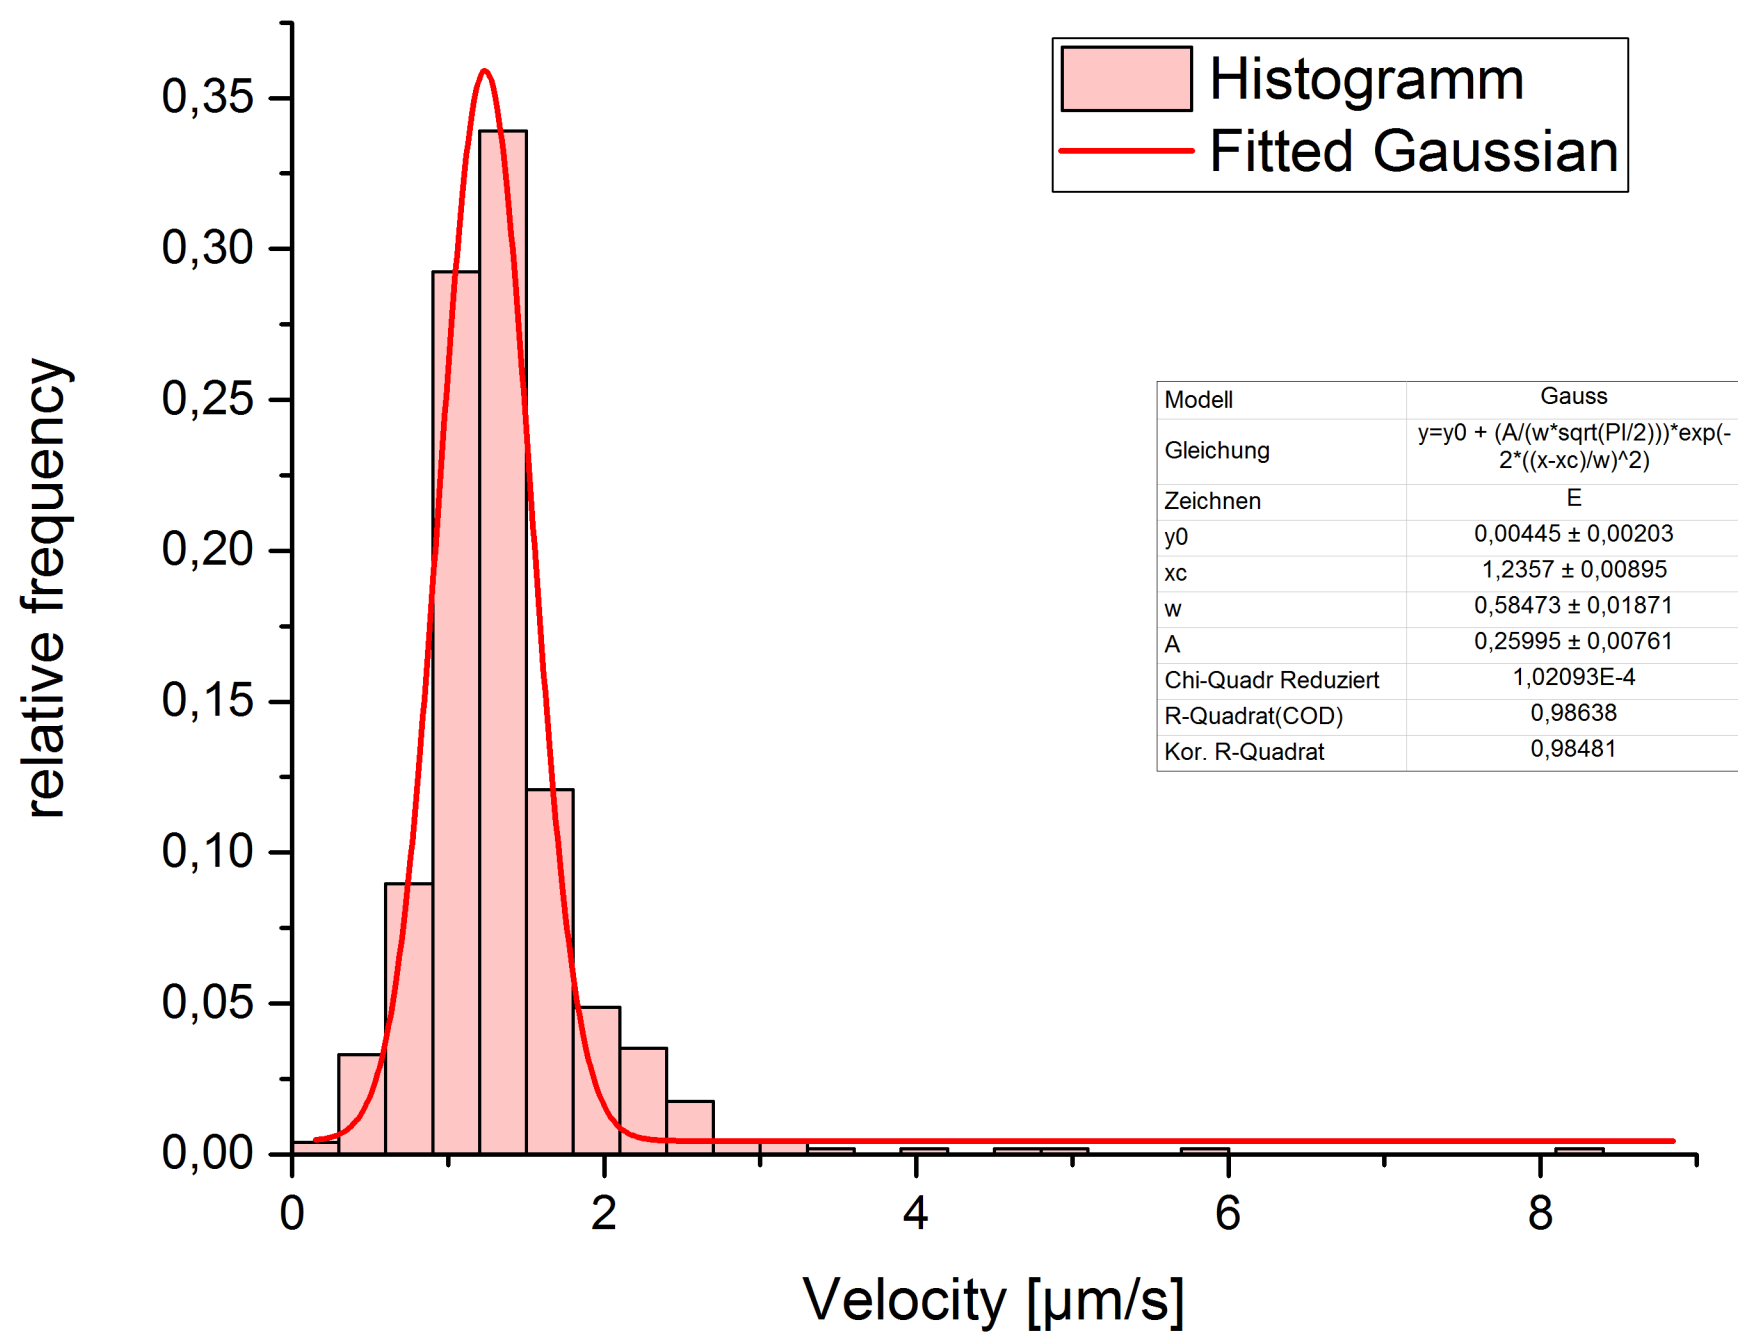 Histogramm
Fitted Gaussian
0,35
0,30
0,25
0,20
0,15
0,10
0,05
0,00
relative frequency
Modell Gauss
Gleichung y=y0 + (A/(w*sqrt(PI/2)))*exp(-
2*((x-xc)/w)^2)
Zeichnen E
y0 0,00445 ± 0,00203
xc 1,2357 ± 0,00895
w 0,58473 ± 0,01871
A 0,25995 ± 0,00761
Chi-Quadr Reduziert 1,02093E-4
R-Quadrat(COD) 0,98638
Kor. R-Quadrat 0,98481
0 2 4 6 8
Velocity [µm/s]